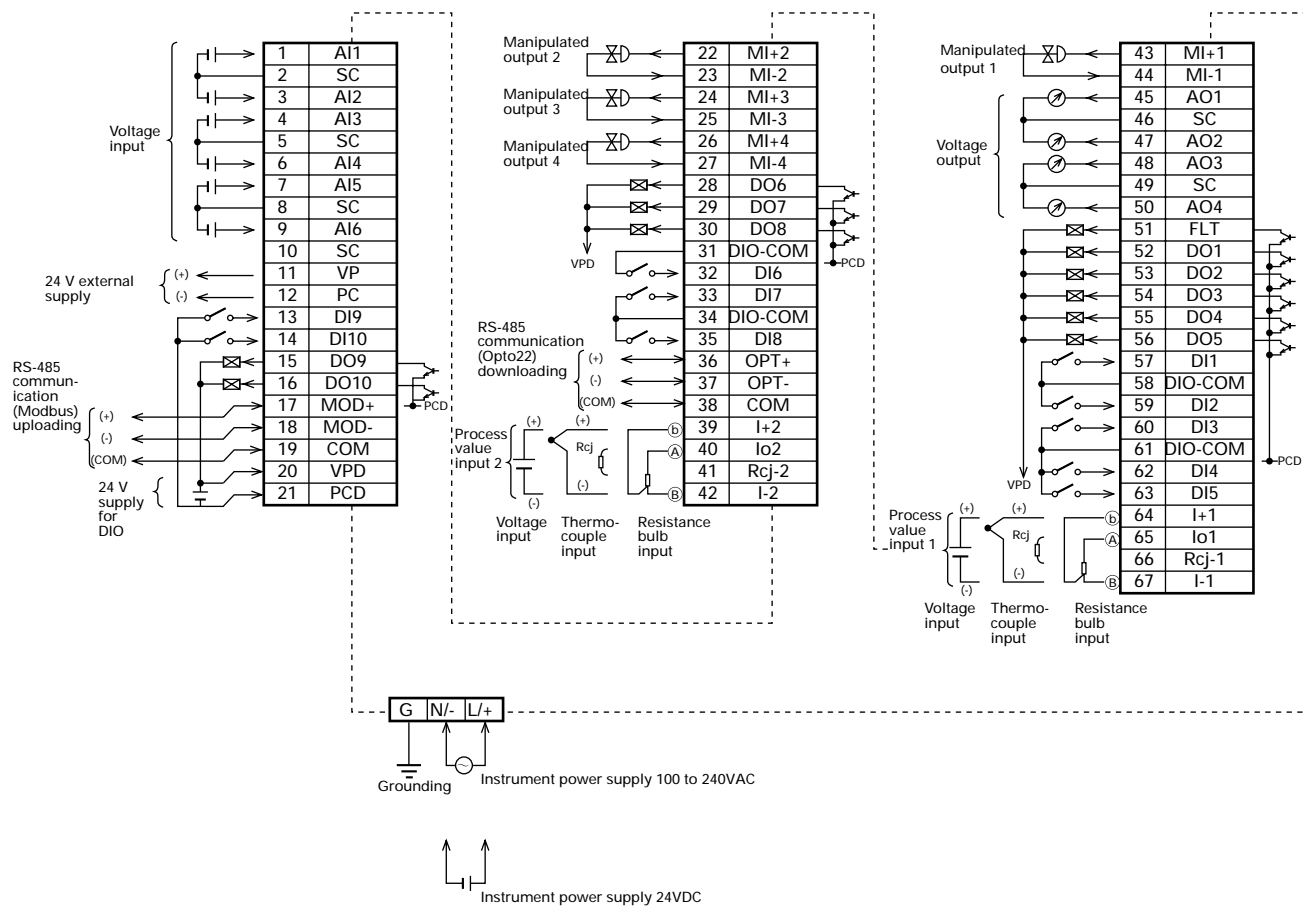 Voltage
input
24 V external
supply
(+)
(-)
RS-485
commun-
ication
(Modbus)
uploading
(+)
(-)
(COM)
24 V
supply
for
DIO
1 AI1
2 SC
3 AI2
4 AI3
5 SC
6 AI4
7 AI5
8 SC
9 AI6
10 SC
11 VP
12 PC
13 DI9
14 DI10
15 DO9
16 DO10
17 MOD+
18 MOD-
19 COM
20 VPD
21 PCD
PCD
Manipulated
output 2
Manipulated
output 3
Manipulated
output 4
VPD
RS-485
communication
(Opto22)
downloading
(+)
(-)
(COM)
Process
value
input 2
(+)
(-)
(+)
Rcj
(-)
b
A
B
Voltage
input
Thermo-
couple
input
Resistance
bulb
input
22 MI+2
23 MI-2
24 MI+3
25 MI-3
26 MI+4
27 MI-4
28 DO6
29 DO7
30 DO8
31 DIO-COM
32 DI6
33 DI7
34 DIO-COM
35 DI8
36 OPT+
37 OPT-
38 COM
39 I+2
40 Io2
41 Rcj-2
42 I-2
PCD
Manipulated
output 1
Voltage
output
VPD
Process
value
input 1
(+)
(-)
(+)
Rcj
(-)
b
A
B
Voltage
input
Thermo-
couple
input
Resistance
bulb
input
43 MI+1
44 MI-1
45 AO1
46 SC
47 AO2
48 AO3
49 SC
50 AO4
51 FLT
52 DO1
53 DO2
54 DO3
55 DO4
56 DO5
57 DI1
58 DIO-COM
59 DI2
60 DI3
61 DIO-COM
62 DI4
63 DI5
64 I+1
65 Io1
66 Rcj-1
67 I-1
PCD
G N/- L/+
Grounding
Instrument power supply 100 to 240VAC
Instrument power supply 24VDC